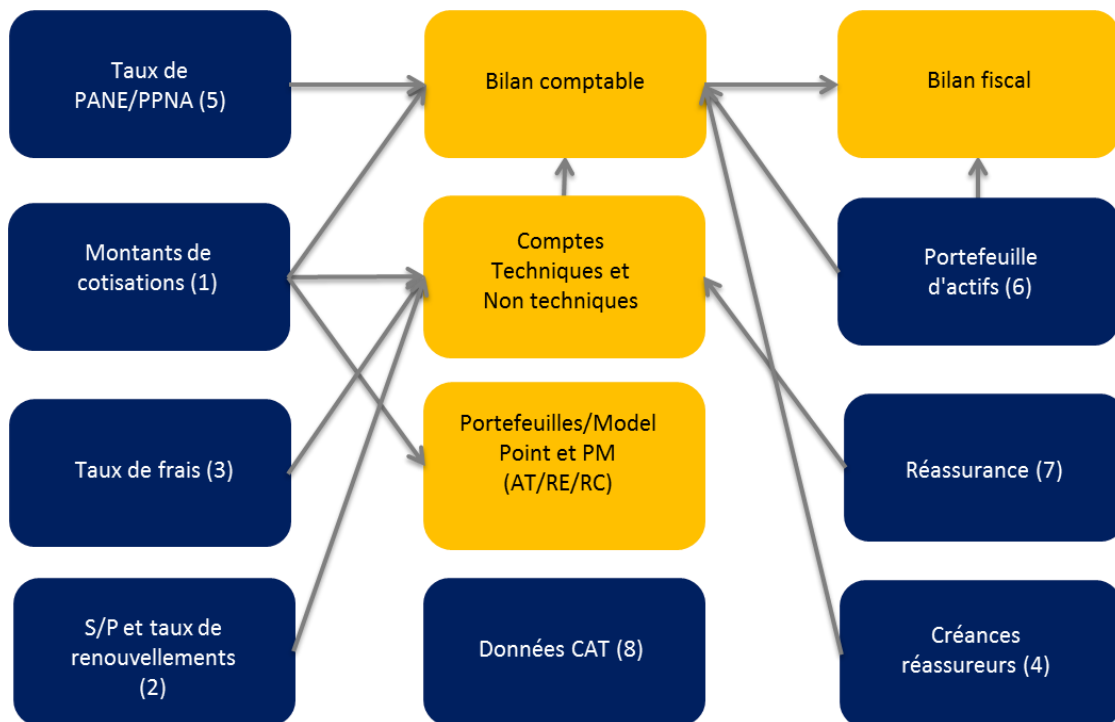 Taux de
PANE/PPNA (5)
Bilan comptable
Bilan fiscal
Montants de
cotisations (1)
Comptes
Techniques et
Non techniques
Portefeuille
d'actifs (6)
Taux de frais (3)
Portefeuilles/Model
Point et PM
(AT/RE/RC)
Réassurance (7)
S/P et taux de
renouvellements
(2)
Données CAT (8)
Créances
réassureurs (4)